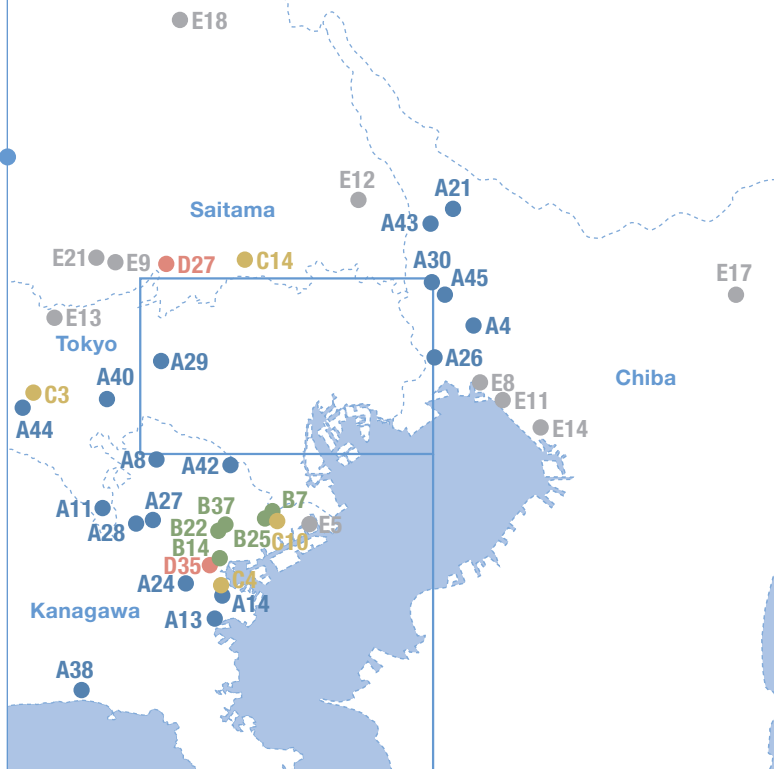 E18
E12
A21
Saitama
A43
E21
E9
D27
C14
A30
E17
A45
E13
A4
Tokyo
A29
A26
A40
E8
Chiba
C3
E11
A44
E14
A8
A42
A11
A27
B37
B7
A28
B22
B25
C10
E5
B14
D35
A24
C4
A14
Kanagawa
A13
A38